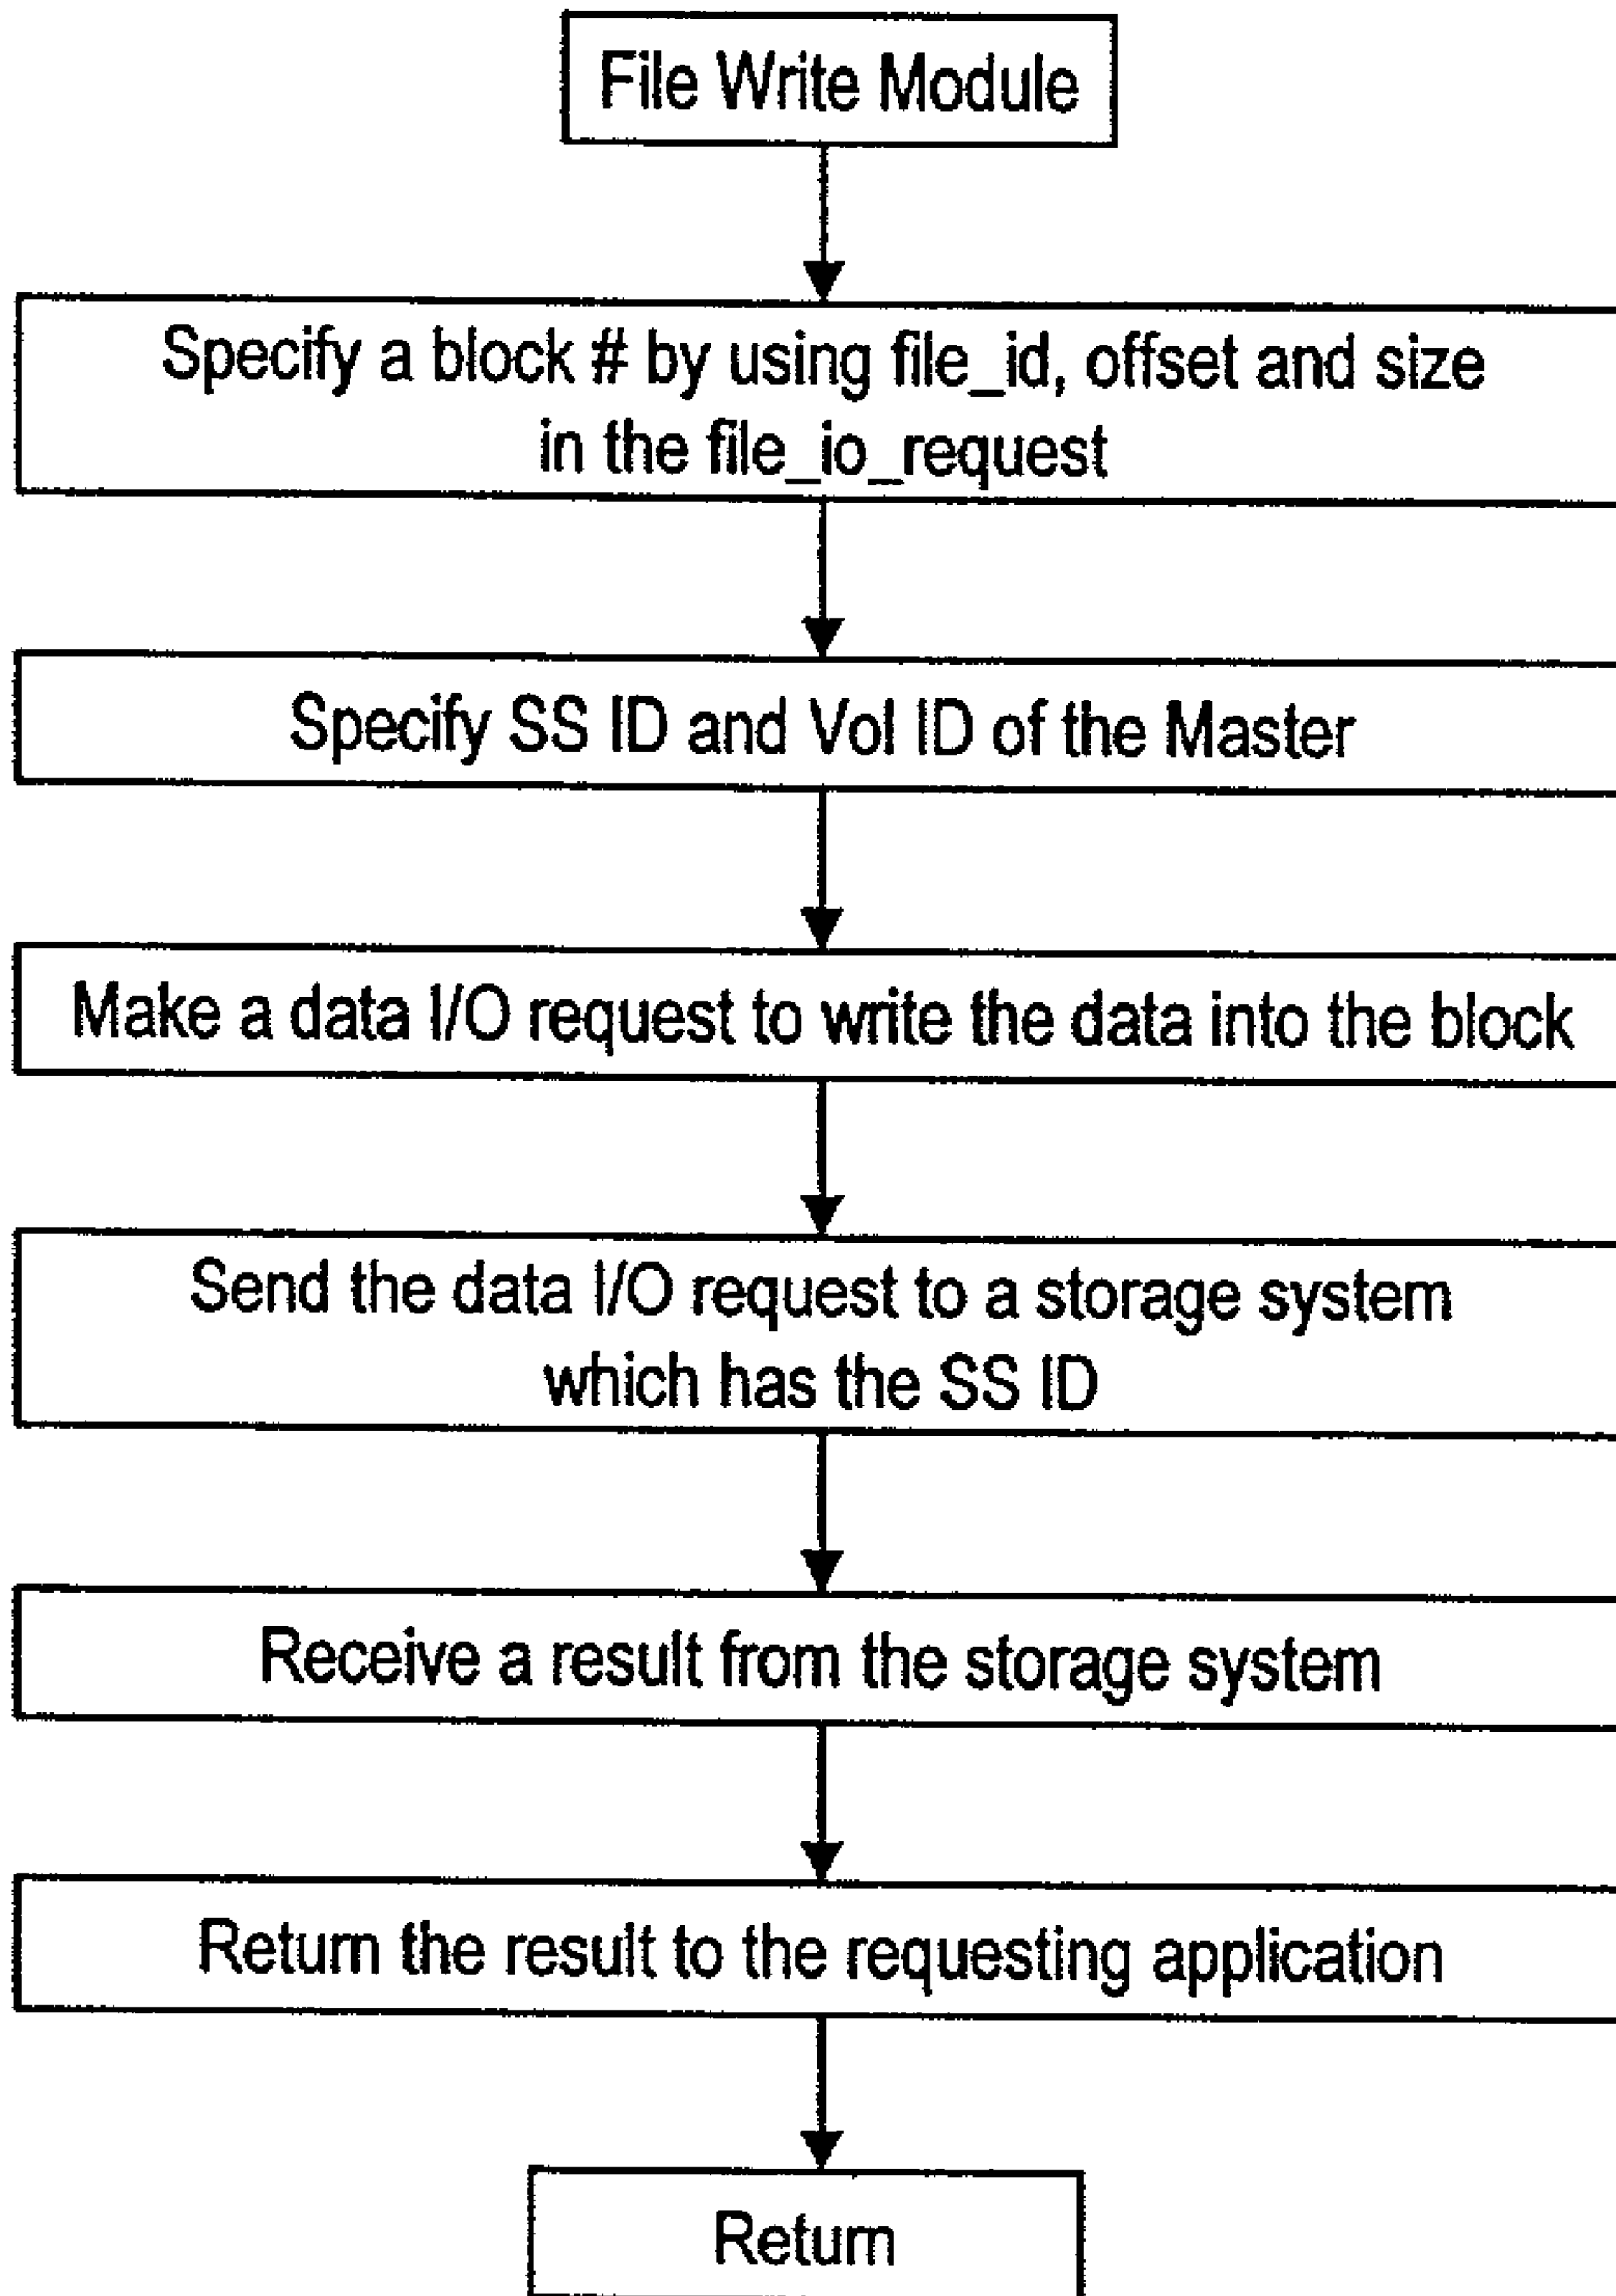 File Write Module
Specify a block # by using file_id, offset and size
in the file_io_request
Specify SS ID and Vol ID of the Master
Make a data I/O request to write the data into the block
Send the data I/O request to a storage system
which has the SS ID
Receive a result from the storage system
Return the result to the requesting application
Return